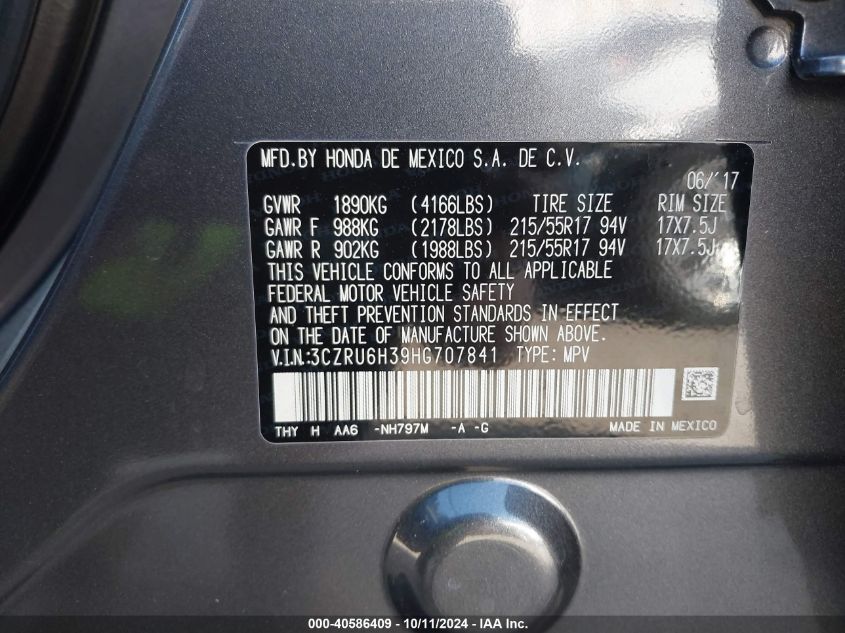 MFD.BY HONDA DE MEXICO S.A. DE C.V.
06/'17
GVWR 1890KG (4166LBS) TIRE SIZE RIM SIZE
GAWR F 988KG (2178LBS) 215/55R17 94V 17X7.5J
GAWR R 902KG (1988LBS) 215/55R17 94V 17X7.5J
THIS VEHICLE CONFORMS TO ALL APPLICABLE
FEDERAL MOTOR VEHICLE SAFETY
AND THEFT PREVENTION STANDARDS IN EFFECT
ON THE DATE OF MANUFACTURE SHOWN ABOVE.
V.I.N.:3CZRU6H39HG707841 TYPE: MPV
THY H AA6 -NH797M -A -G MADE IN MEXICO
000-40586409 - 10/11/2024 - IAA Inc.